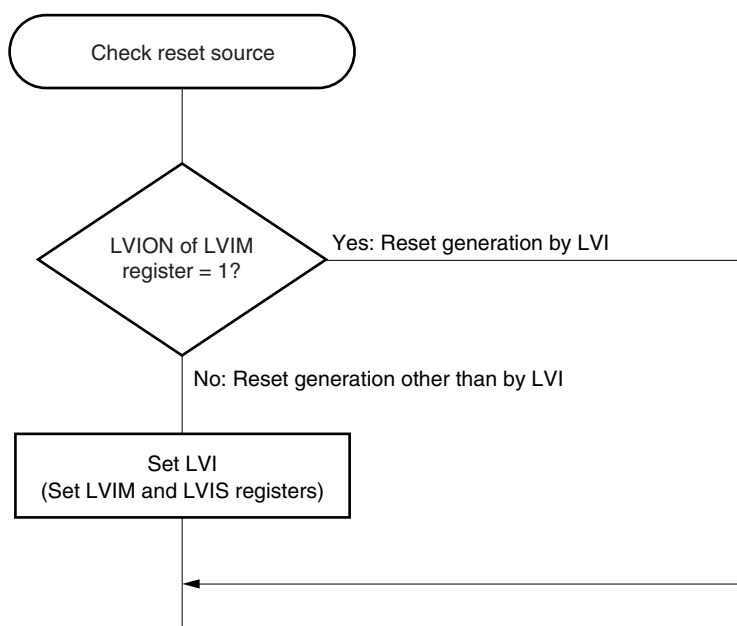 Check reset source
LVION of LVIM
register = 1?
Yes: Reset generation by LVI
No: Reset generation other than by LVI
Set LVI
(Set LVIM and LVIS registers)